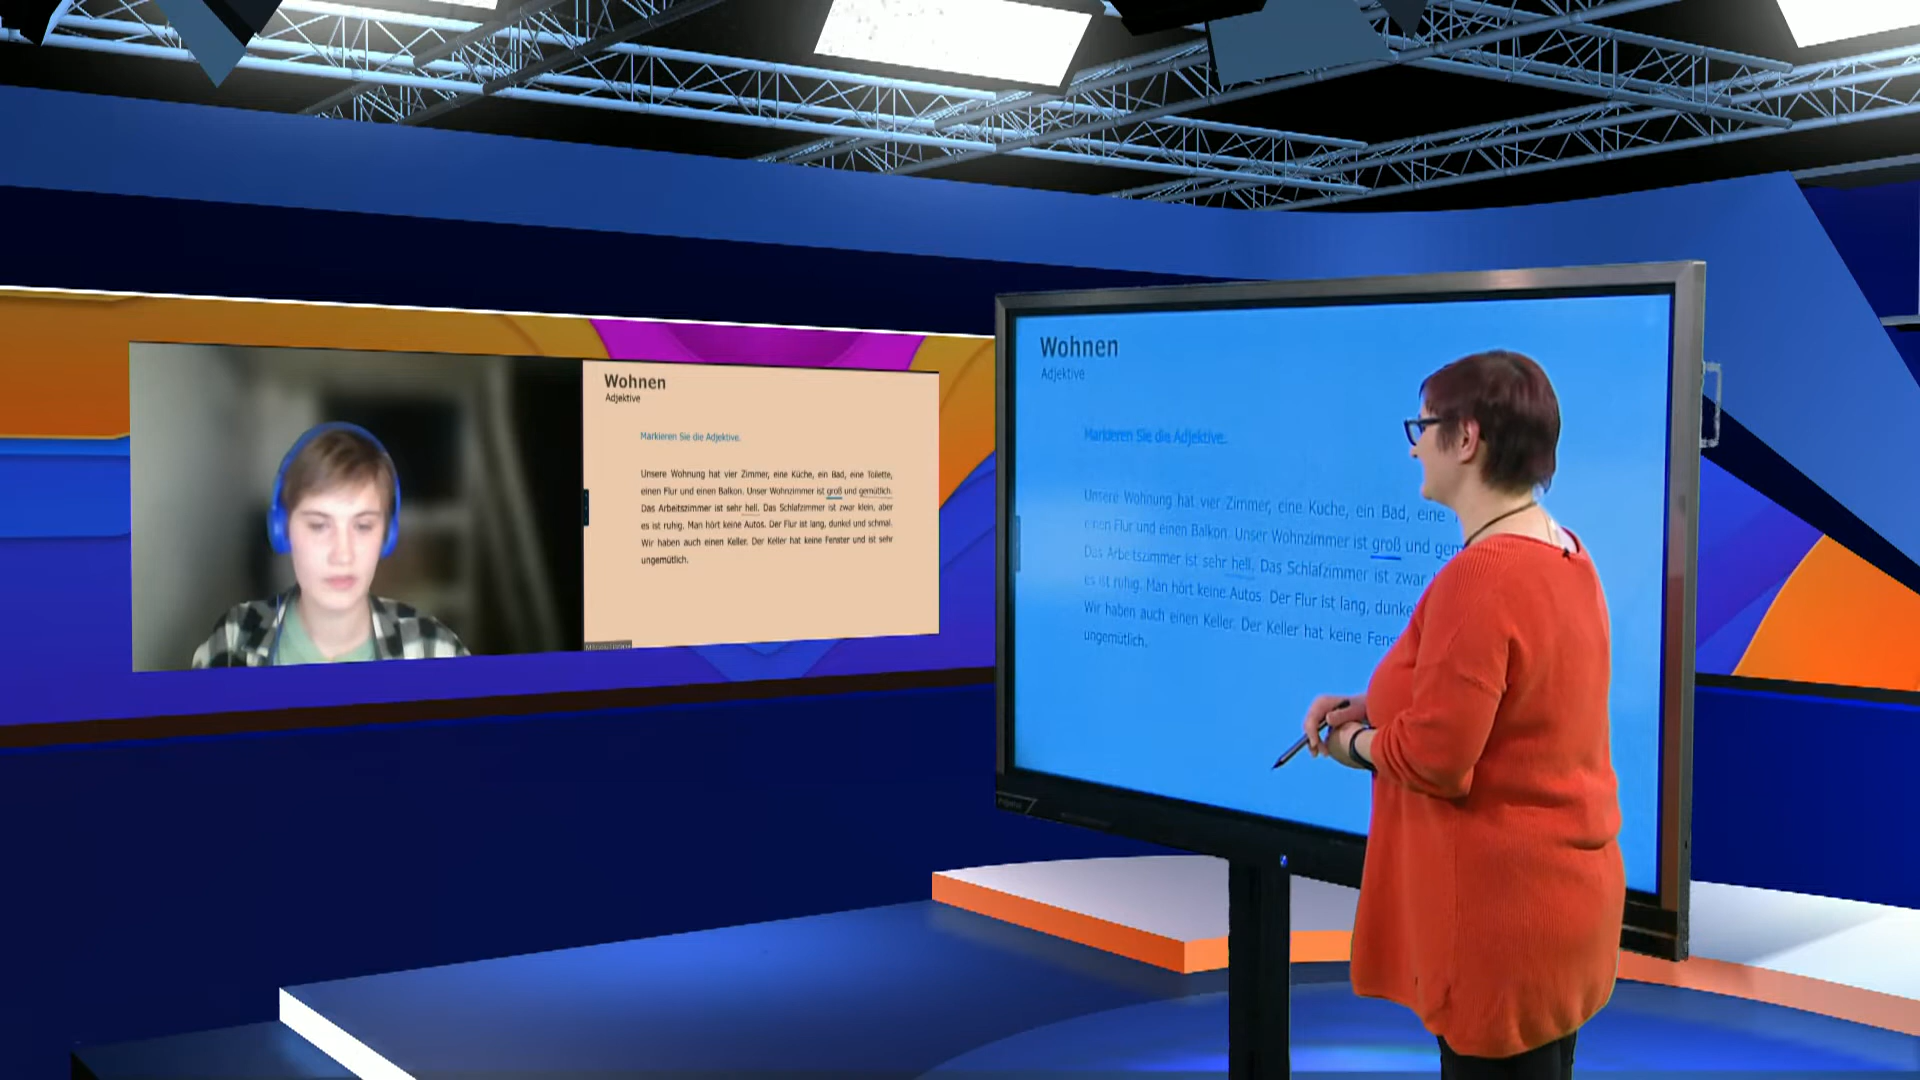 Wohnen
Adjektive
Markieren Sie die Adjektive.
Unsere Wohnung hat vier Zimmer, eine Küche, ein Bad, eine Toilette,
einen Flur und einen Balkon. Unser Wohnzimmer ist groß und gemütlich.
Das Arbeitszimmer ist sehr hell. Das Schlafzimmer ist zwar klein, aber
es ist ruhig. Man hört keine Autos. Der Flur ist lang, dunkel und schmal.
Wir haben auch einen Keller. Der Keller hat keine Fenster und ist sehr
ungemütlich.
Wohnen
Adjektive
Markieren Sie die Adjektive.
Unsere Wohnung hat vier Zimmer, eine Küche, ein Bad, eine
einen Flur und einen Balkon. Unser Wohnzimmer ist groß und gem
Das Arbeitszimmer ist sehr hell. Das Schlafzimmer ist zwar
es ist ruhig. Man hört keine Autos. Der Flur ist lang, dunkel
Wir haben auch einen Keller. Der Keller hat keine Fens
ungemütlich.